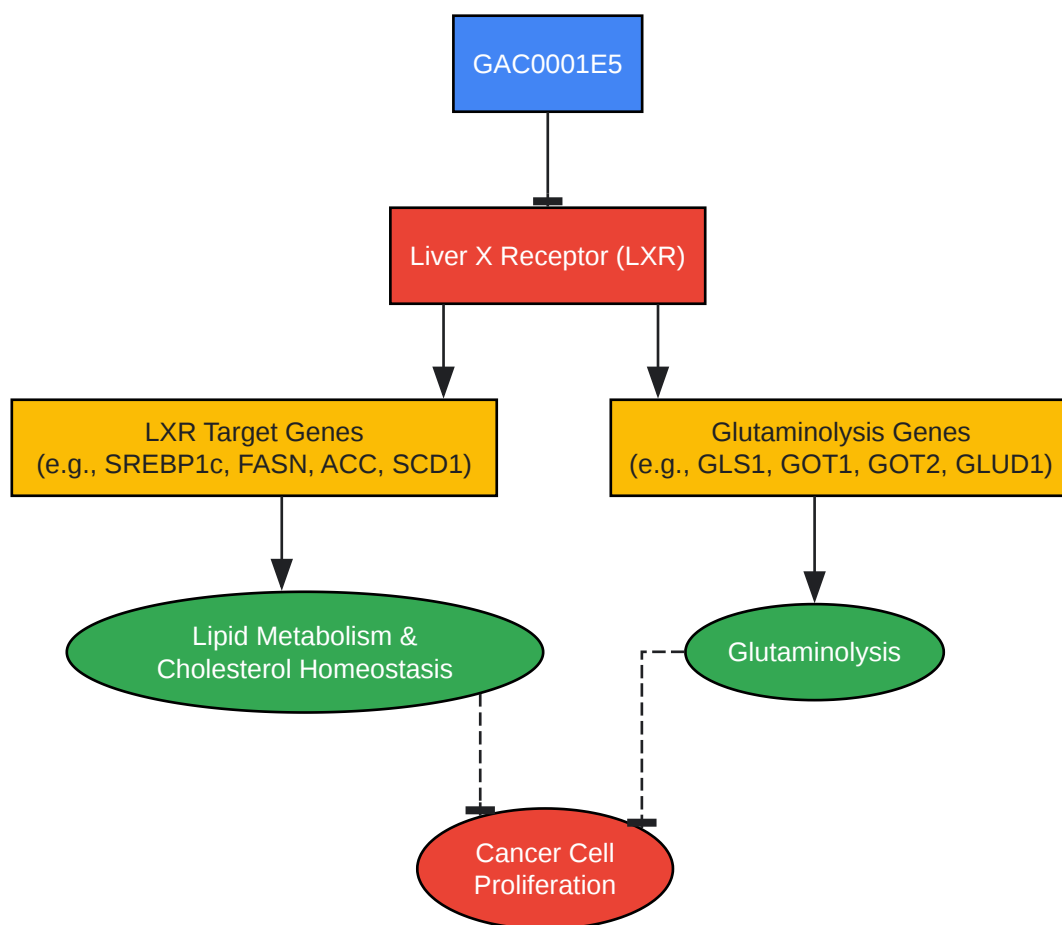 GAC0001E5
Liver X Receptor (LXR)
LXR Target Genes
(e.g., SREBP1c, FASN, ACC, SCD1)
Glutaminolysis Genes
(e.g., GLS1, GOT1, GOT2, GLUD1)
Lipid Metabolism &
Cholesterol Homeostasis
Glutaminolysis
Cancer Cell
Proliferation